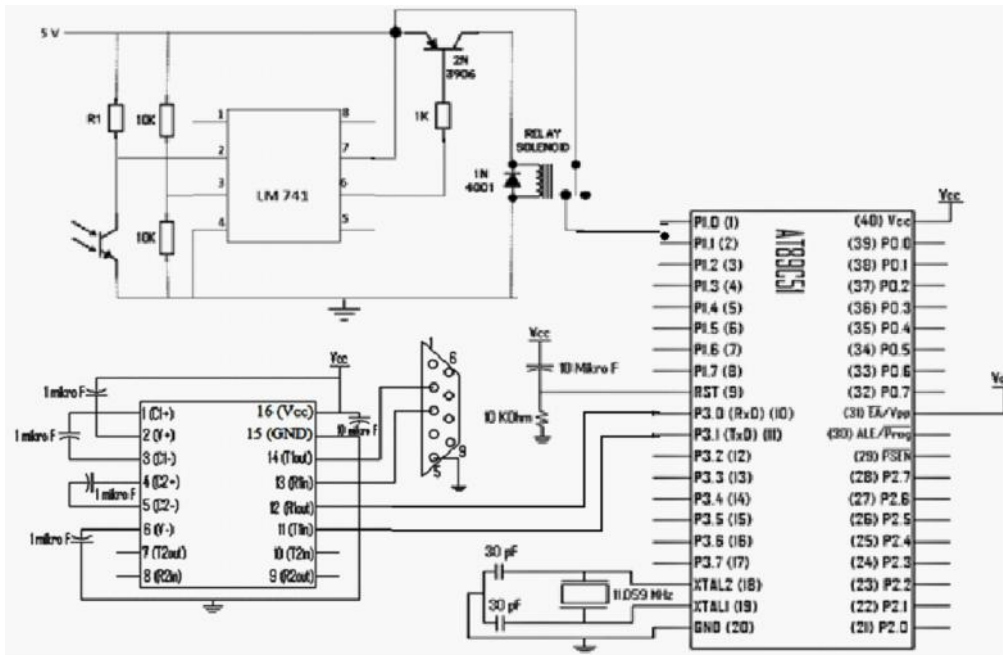 5 V
2N
3906
R1
10K
1K
1
2
3
4
LM 741
8
7
6
5
10K
RELAY
SOLENOID
1N
4001
Vcc
P1.0 (1)
P1.1 (2)
P1.2 (3)
P1.3 (4)
P1.4 (5)
P1.5 (6)
P1.6 (7)
P1.7 (8)
RST (9)
P3.0 (RxD) (10)
P3.1 (TxD) (11)
P3.2 (12)
P3.3 (13)
P3.4 (14)
P3.5 (15)
P3.6 (16)
P3.7 (17)
XTAL2 (18)
XTAL1 (19)
GND (20)
AT89C51
(40) Vcc
(39) P0.0
(38) P0.1
(37) P0.2
(36) P0.3
(35) P0.4
(34) P0.5
(33) P0.6
(32) P0.7
(31) EA/Vpp
(30) ALE/Prog
(29) PSEN
(28) P2.7
(27) P2.6
(26) P2.5
(25) P2.4
(24) P2.3
(23) P2.2
(22) P2.1
(21) P2.0
Vcc
10 Mikro F
10 KOhm
Vcc
1 mikro F
1 mikro F
1 mikro F
1 mikro F
10 mikro F
1 (C1+)
2 (V+)
3 (C1-)
4 (C2+)
5 (C2-)
6 (V-)
7 (T2out)
8 (R2in)
16 (Vcc)
15 (GND)
14 (T1out)
13 (R1in)
12 (R1out)
11 (T1in)
10 (T2in)
9 (R2out)
1
6
9
5
30 pF
30 pF
11,059 MHz